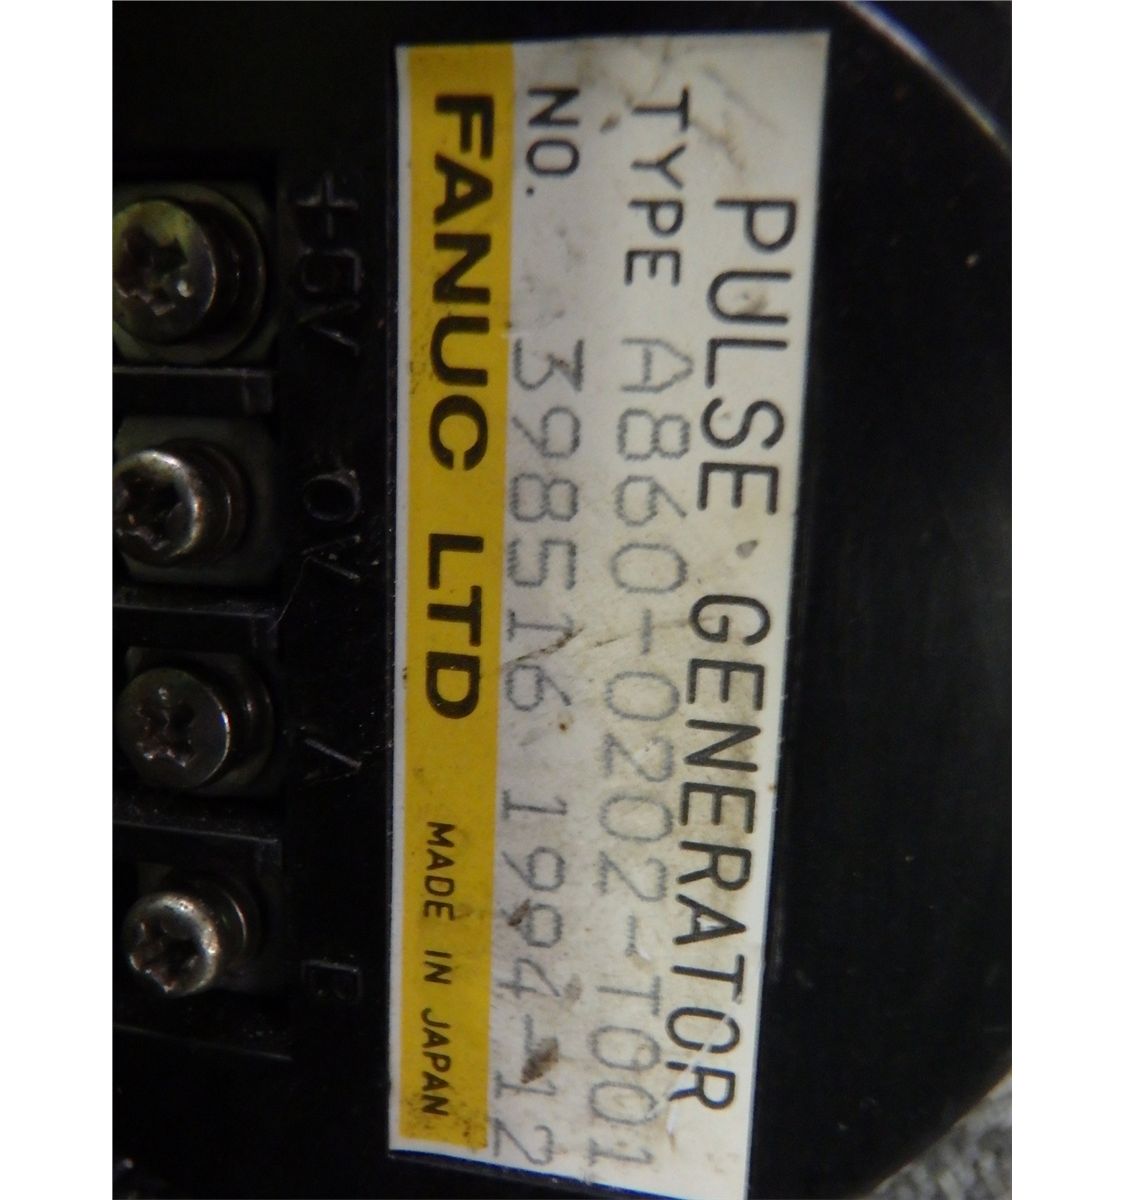 PULSE GENERATOR
TYPE A860-0202-T001
NO. 398516 1994-12
FANUC LTD MADE IN JAPAN
+5V
0V
A
B